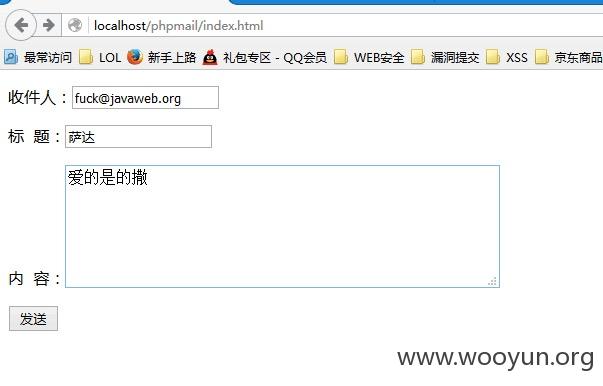 localhost/phpmail/index.html
最常访问 LOL 新手上路 礼包专区 - QQ会员 WEB安全 漏洞提交 XSS 京东商品
收件人：fuck@javaweb.org
标 题：萨达
爱的是的撒
内 容：
发送
www.wooyun.org